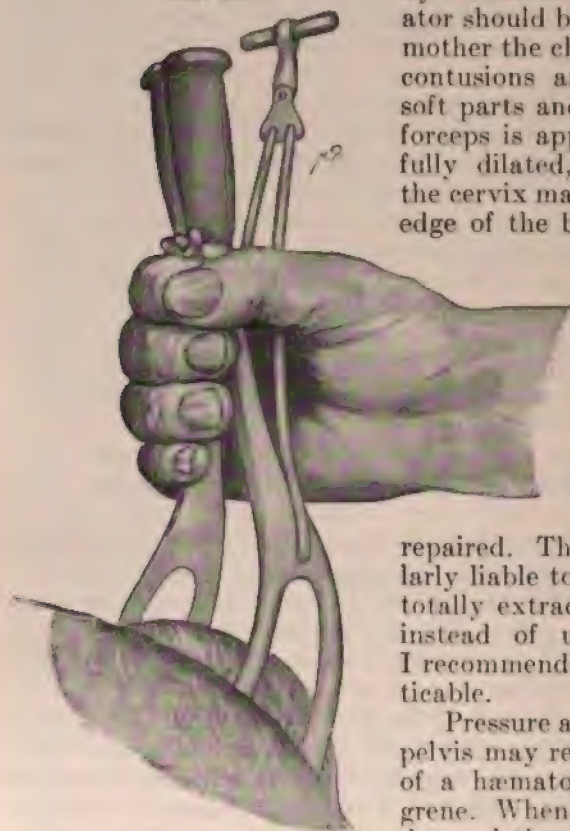 ator should b
mother the cl
contusions a
soft parts and
forceps is app
fully dilated,
the cervix ma
edge of the b
repaired. Th
larly liable to
totally extrac
instead of u
I recommend
ticable.
Pressure a
pelvis may re
of a hæmato
grene. When